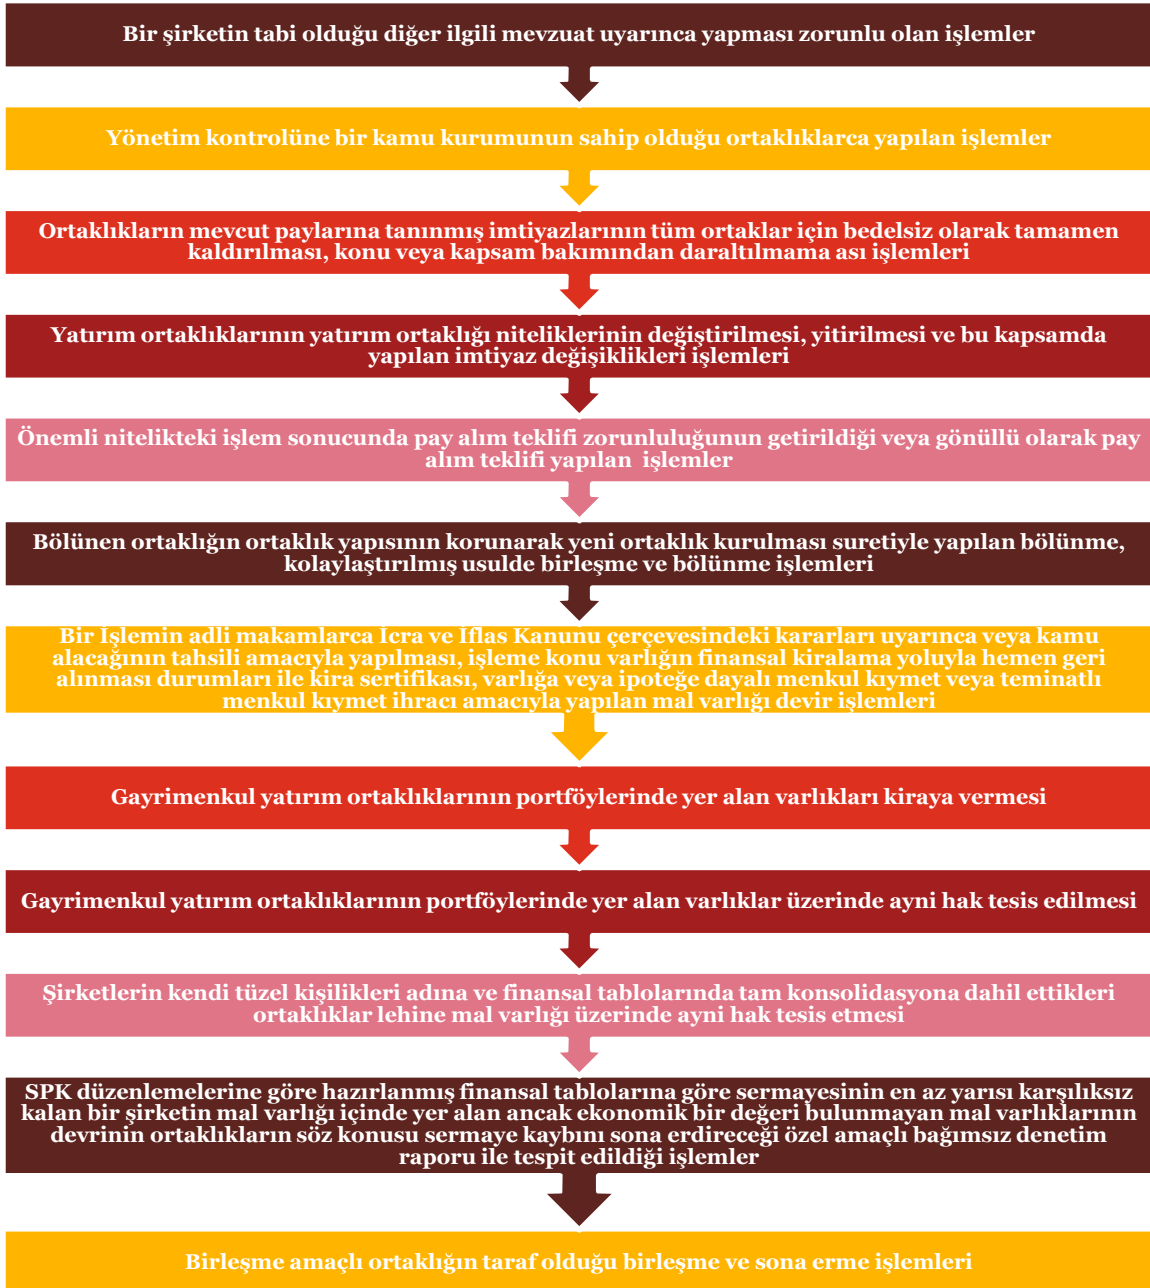 Bir şirketin tabi olduğu diğer ilgili mevzuat uyarınca yapması zorunlu olan işlemler
Yönetim kontrolüne bir kamu kurumunun sahip olduğu ortaklıklarca yapılan işlemler
Ortaklıkların mevcut paylarına tanınmış imtiyazlarının tüm ortaklar için bedelsiz olarak tamamen
kaldırılması, konu veya kapsam bakımından daraltılmama ası işlemleri
Yatırım ortaklıklarının yatırım ortaklığı niteliklerinin değiştirilmesi, yitirilmesi ve bu kapsamda
yapılan imtiyaz değişiklikleri işlemleri
Önemli nitelikteki işlem sonucunda pay alım teklifi zorunluluğunun getirildiği veya gönüllü olarak pay
alım teklifi yapılan işlemler
Bölünen ortaklığın ortaklık yapısının korunarak yeni ortaklık kurulması suretiyle yapılan bölünme,
kolaylaştırılmış usulde birleşme ve bölünme işlemleri
Bir İşlemin adli makamlarca İcra ve İflas Kanunu çerçevesindeki kararları uyarınca veya kamu
alacağının tahsili amacıyla yapılması, işleme konu varlığın finansal kiralama yoluyla hemen geri
alınması durumları ile kira sertifikası, varlığa veya ipoteğe dayalı menkul kıymet veya teminatlı
menkul kıymet ihracı amacıyla yapılan mal varlığı devir işlemleri
Gayrimenkul yatırım ortaklıklarının portföylerinde yer alan varlıkları kiraya vermesi
Gayrimenkul yatırım ortaklıklarının portföylerinde yer alan varlıklar üzerinde ayni hak tesis edilmesi
Şirketlerin kendi tüzel kişilikleri adına ve finansal tablolarında tam konsolidasyona dahil ettikleri
ortaklıklar lehine mal varlığı üzerinde ayni hak tesis etmesi
SPK düzenlemelerine göre hazırlanmış finansal tablolarına göre sermayesinin en az yarısı karşılıksız
kalan bir şirketin mal varlığı içinde yer alan ancak ekonomik bir değeri bulunmayan mal varlıklarının
devrinin ortaklıkların söz konusu sermaye kaybını sona erdireceği özel amaçlı bağımsız denetim
raporu ile tespit edildiği işlemler
Birleşme amaçlı ortaklığın taraf olduğu birleşme ve sona erme işlemleri